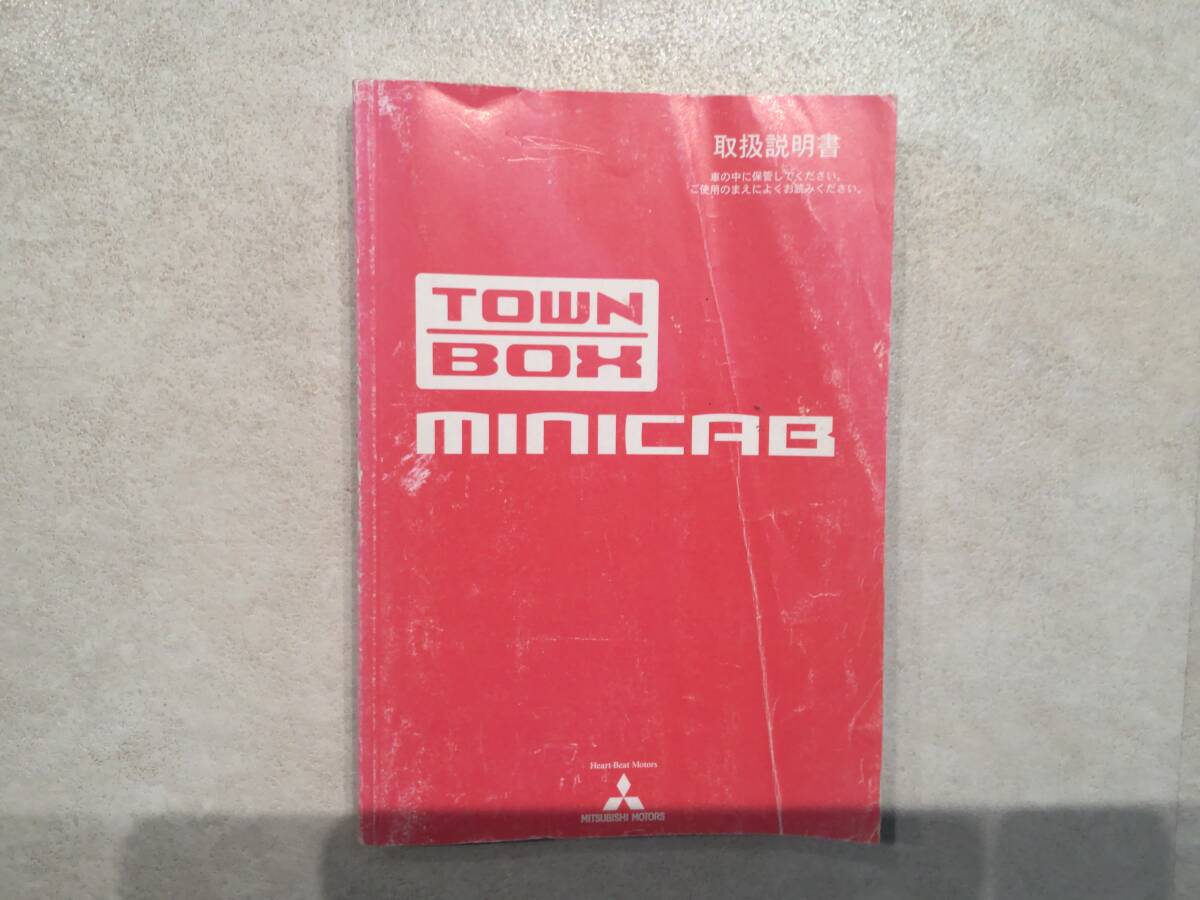 取扱説明書
車の中に保管してください。
ご使用のまえによくお読みください。
TOWN
BOX
MINICAB
Heart-Beat Motors
MITSUBISHI MOTORS